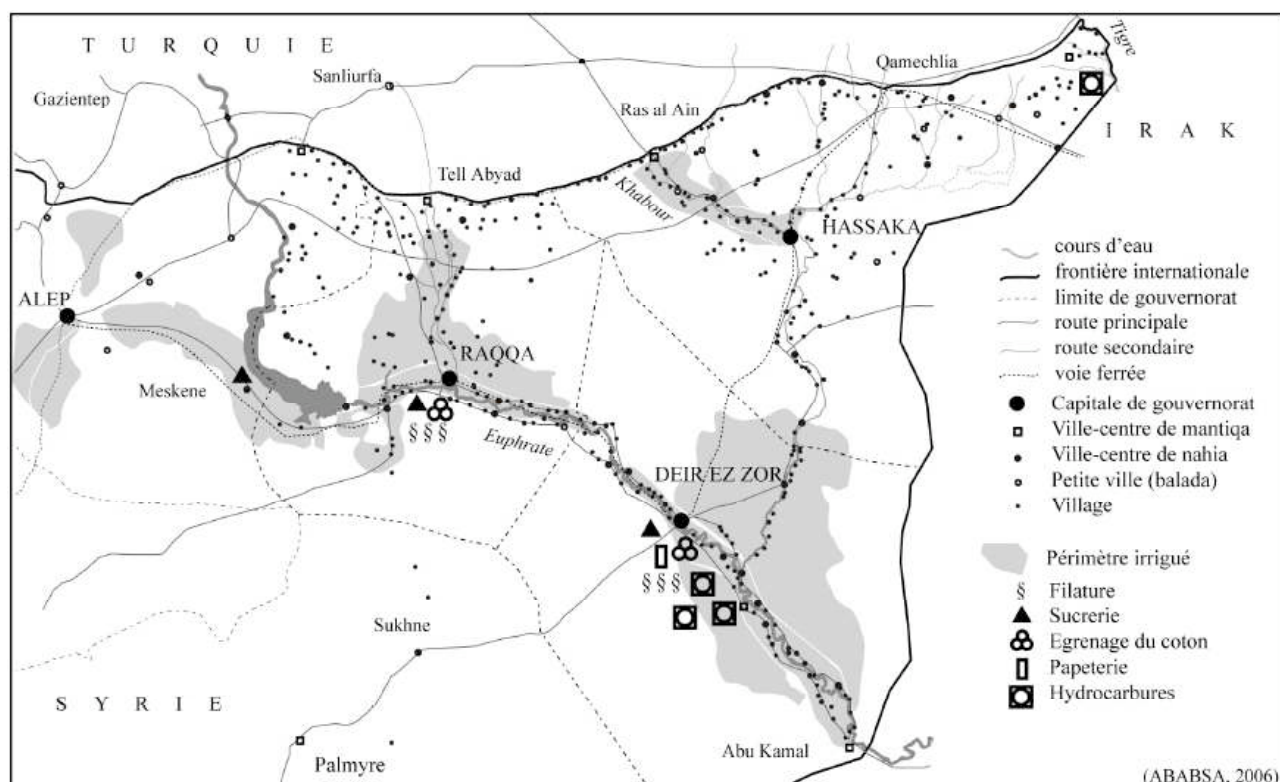 T U R Q U I E
Sanliurfa
Gazientep
Tigre
Qamechlia
Ras al Ain
I R A K
Tell Abyad
Khabour
HASSAKA
ALEP
RAQQA
Meskene
§ § §
Euphrate
DEIR EZ ZOR
§ § §
Sukhne
S Y R I E
Abu Kamal
Palmyre
cours d'eau
frontière internationale
limite de gouvernorat
route principale
route secondaire
voie ferrée
Capitale de gouvernorat
Ville-centre de mantiqa
Ville-centre de nahia
Petite ville (balada)
Village
Périmètre irrigué
§ Filature
Sucrerie
Egrenage du coton
Papeterie
Hydrocarbures
(ABABSA, 2006)